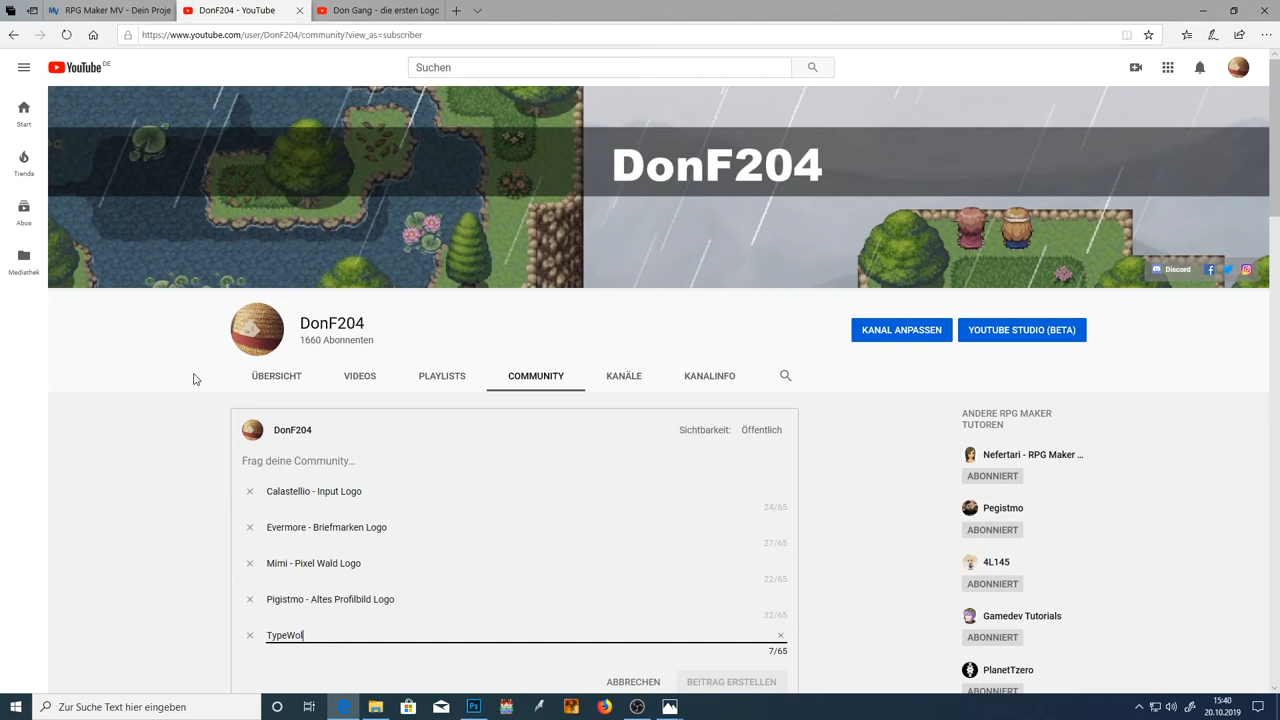 RPG Maker MV - Dein Proje
DonF204 - YouTube
Don Gang - die ersten Logo
https://www.youtube.com/user/DonF204/community?view_as=subscriber
YouTube DE
Suchen
Start
Trends
Abos
Mediathek
DonF204
Discord
DonF204
1660 Abonnenten
KANAL ANPASSEN
YOUTUBE STUDIO (BETA)
ÜBERSICHT
VIDEOS
PLAYLISTS
COMMUNITY
KANÄLE
KANALINFO
DonF204
Sichtbarkeit: Öffentlich
Frag deine Community…
Calastellio - Input Logo
24/65
Evermore - Briefmarken Logo
27/65
Mimi - Pixel Wald Logo
22/65
Pigistmo - Altes Profilbild Logo
32/65
TypeWol
7/65
ABBRECHEN
BEITRAG ERSTELLEN
ANDERE RPG MAKER
TUTOREN
Nefertari - RPG Maker …
ABONNIERT
Pegistmo
ABONNIERT
4L145
ABONNIERT
Gamedev Tutorials
ABONNIERT
PlanetTzero
ABONNIERT
Zur Suche Text hier eingeben
15:40
20.10.2019